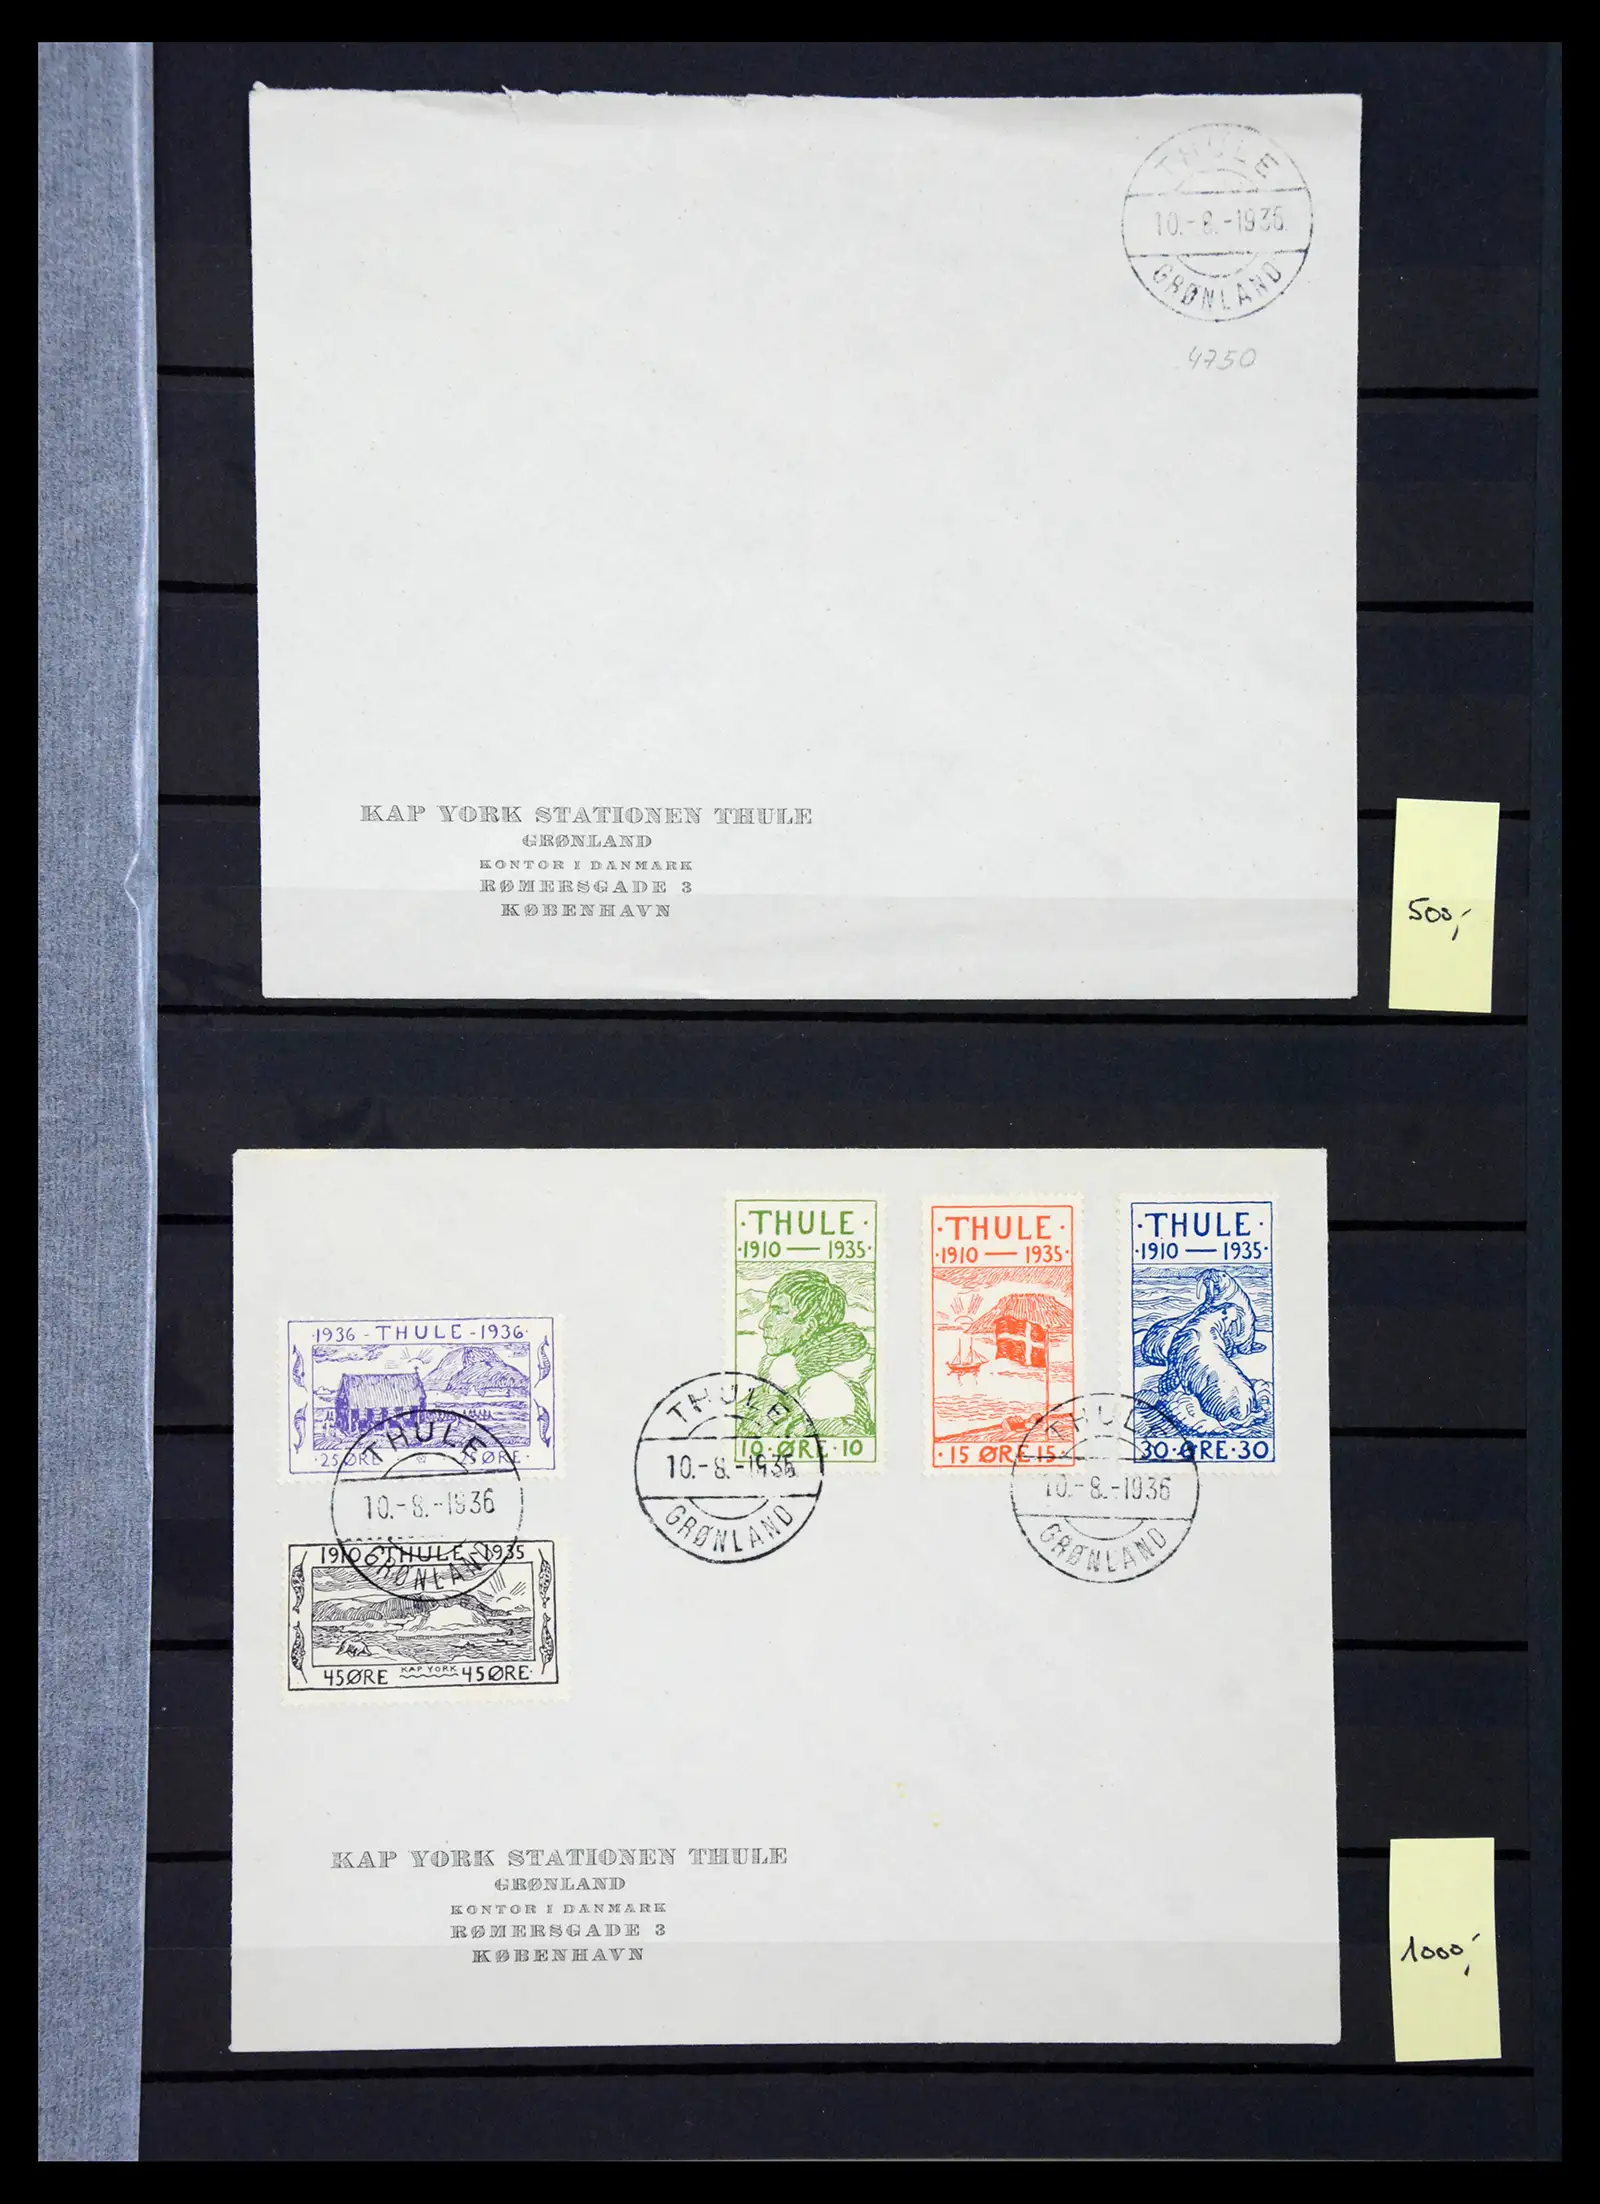 THULE
10.-8.-1936
GRØNLAND
4750
KAP YORK STATIONEN THULE
GRØNLAND
KONTOR I DANMARK
RØMERSGADE 3
KØBENHAVN
500,-
·THULE·
·1910 — 1935·
10·ØRE·10
·THULE·
·1910 — 1935·
·15 ØRE·15·
·THULE·
·1910 — 1935·
30·ØRE·30
·1936 - THULE - 1936·
·25 ØRE 25 ØRE·
THULE
10.-8.-1936
GRØNLAND
THULE
10.-8.-1936
GRØNLAND
THULE
10.-8.-1936
GRØNLAND
1910-THULE-1935
45ØRE KAP YORK 45ØRE·
KAP YORK STATIONEN THULE
GRØNLAND
KONTOR I DANMARK
RØMERSGADE 3
KØBENHAVN
1000,-